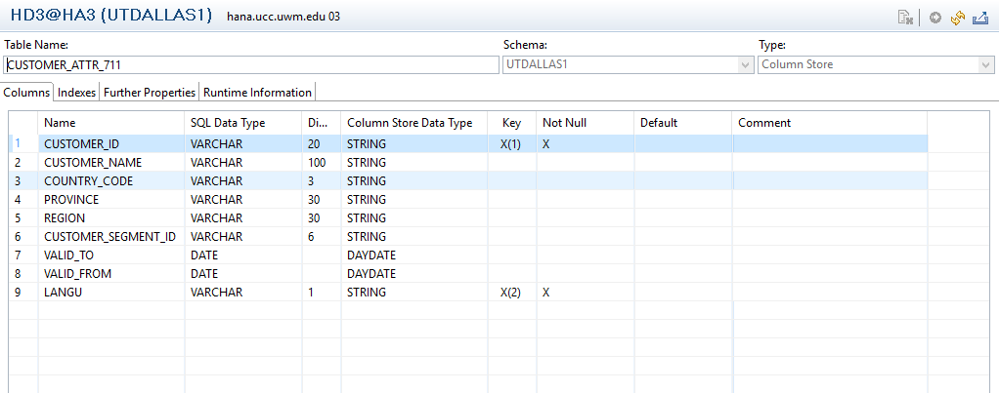 HD3@HA3 (UTDALLAS1) hana.ucc.uwm.edu 03
Table Name: Schema: Type:
CUSTOMER_ATTR_711 UTDALLAS1 Column Store
Columns Indexes Further Properties Runtime Information
Name SQL Data Type Di... Column Store Data Type Key Not Null Default Comment
1 CUSTOMER_ID VARCHAR 20 STRING X(1) X
2 CUSTOMER_NAME VARCHAR 100 STRING
3 COUNTRY_CODE VARCHAR 3 STRING
4 PROVINCE VARCHAR 30 STRING
5 REGION VARCHAR 30 STRING
6 CUSTOMER_SEGMENT_ID VARCHAR 6 STRING
7 VALID_TO DATE DAYDATE
8 VALID_FROM DATE DAYDATE
9 LANGU VARCHAR 1 STRING X(2) X